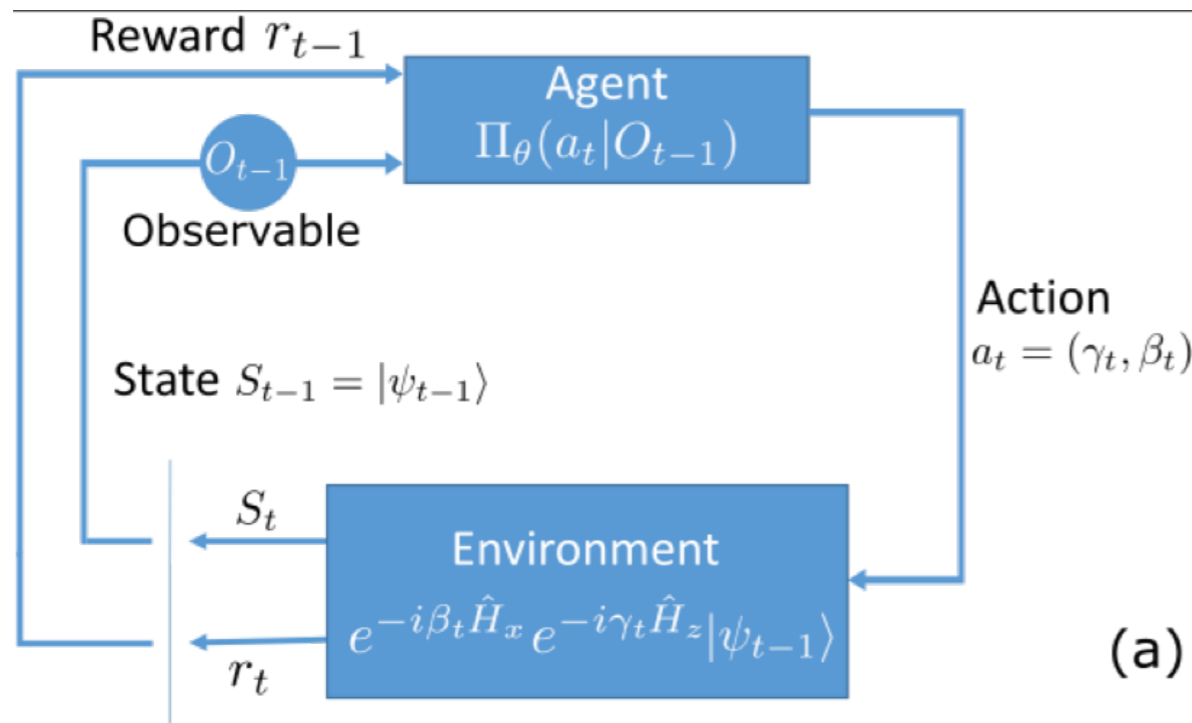 Reward $r_{t-1}$
Agent
$\Pi_\theta(a_t|O_{t-1})$
$O_{t-1}$
Observable
Action
$a_t = (\gamma_t, \beta_t)$
State $S_{t-1} = |\psi_{t-1}\rangle$
$S_t$
Environment
$e^{-i\beta_t \hat{H}_x} e^{-i\gamma_t \hat{H}_z} |\psi_{t-1}\rangle$
$r_t$
(a)